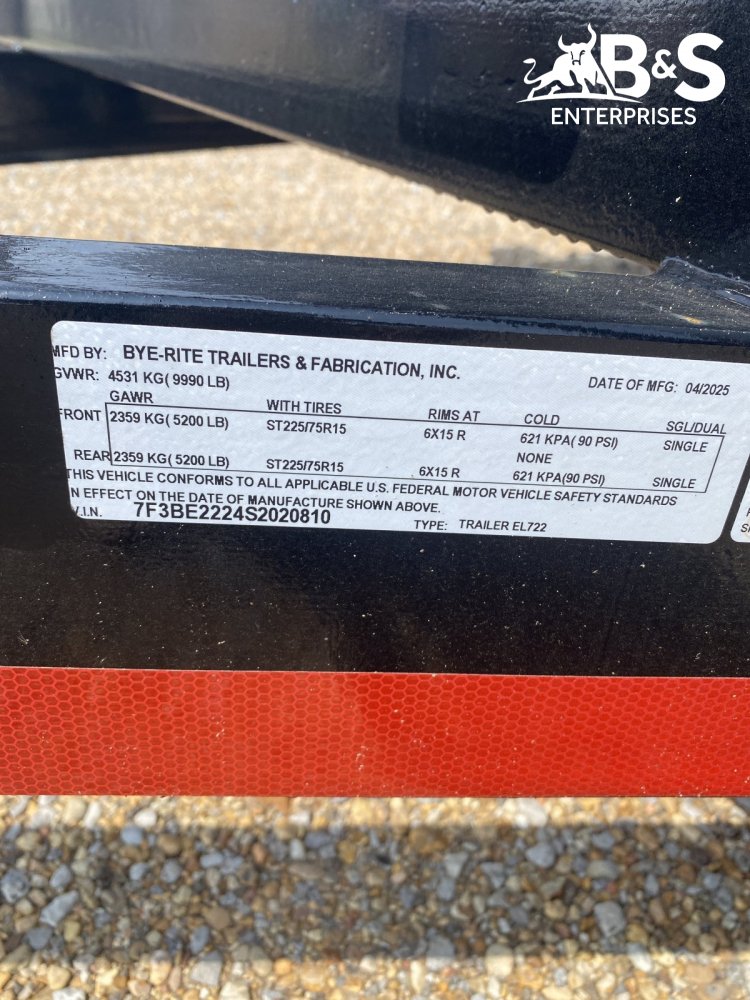 B&S
ENTERPRISES
MFD BY: BYE-RITE TRAILERS & FABRICATION, INC.
GVWR: 4531 KG( 9990 LB) DATE OF MFG: 04/2025
GAWR WITH TIRES RIMS AT COLD SGL/DUAL
FRONT 2359 KG( 5200 LB) ST225/75R15 6X15 R 621 KPA( 90 PSI) SINGLE
NONE
REAR 2359 KG( 5200 LB) ST225/75R15 6X15 R 621 KPA(90 PSI) SINGLE
THIS VEHICLE CONFORMS TO ALL APPLICABLE U.S. FEDERAL MOTOR VEHICLE SAFETY STANDARDS
IN EFFECT ON THE DATE OF MANUFACTURE SHOWN ABOVE.
V.I.N. 7F3BE2224S2020810 TYPE: TRAILER EL722